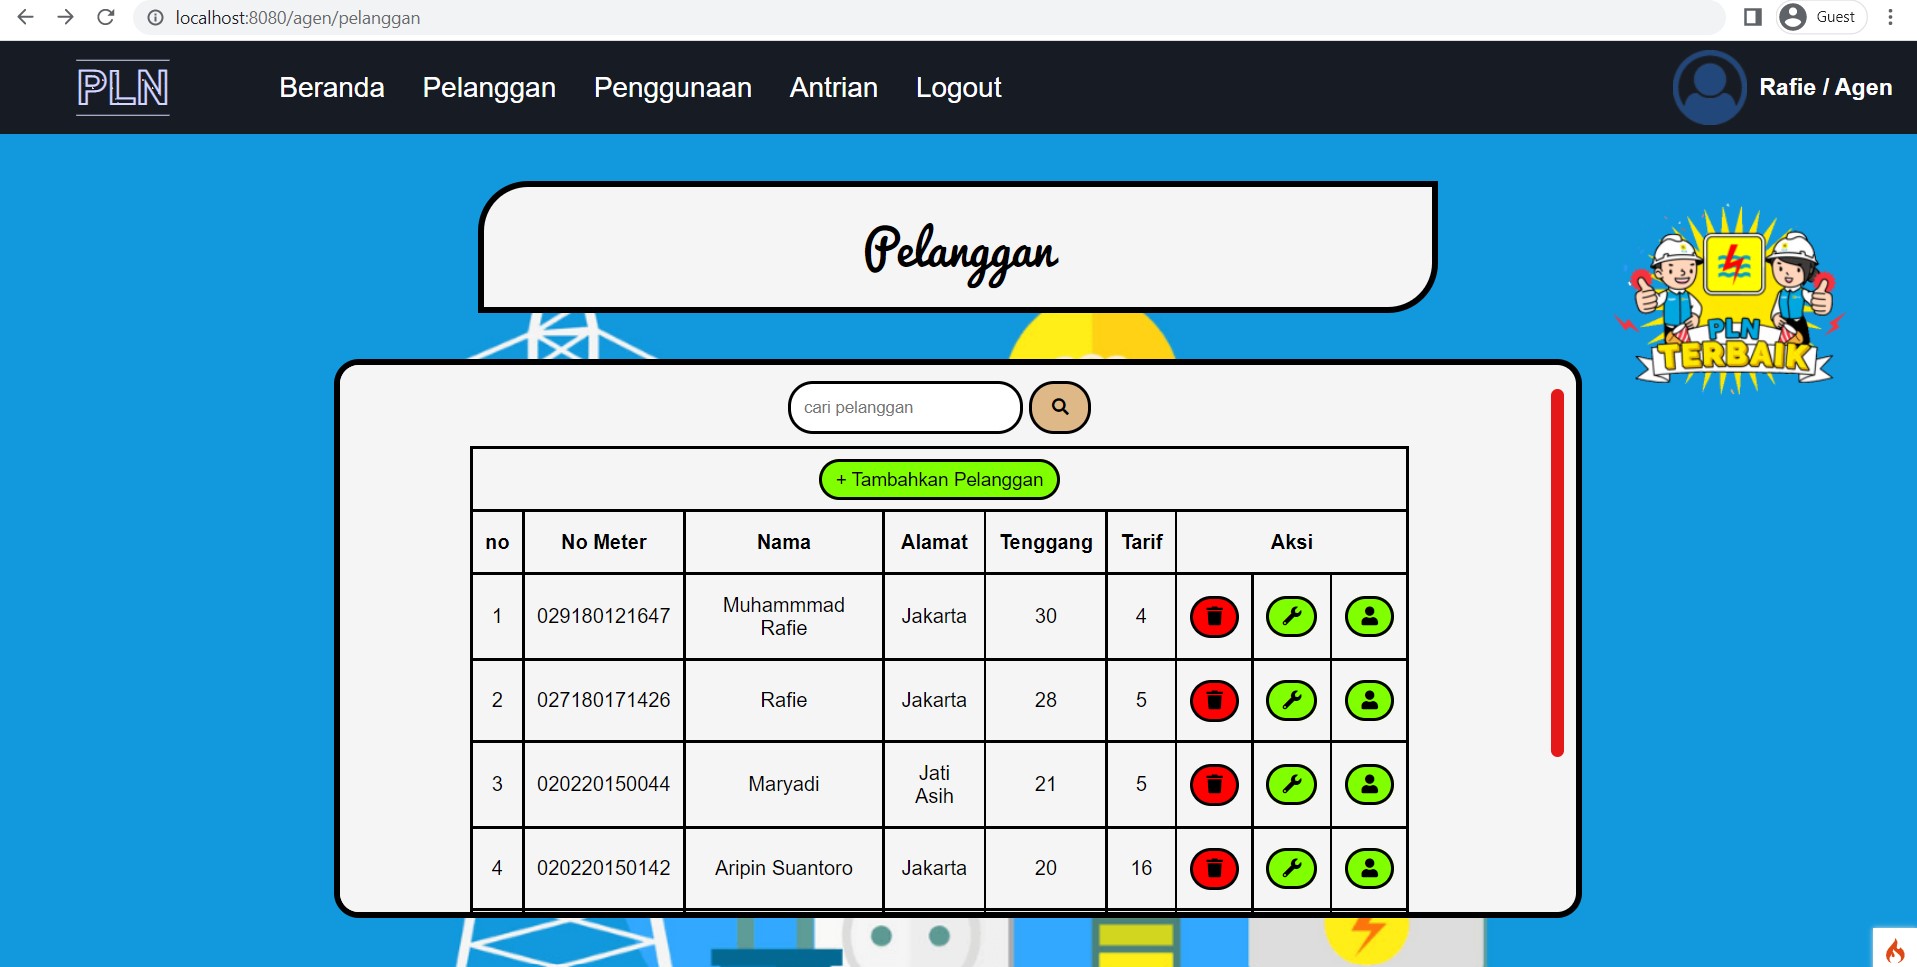 localhost:8080/agen/pelanggan
Guest
PLN
Beranda Pelanggan Penggunaan Antrian Logout
Rafie / Agen
Pelanggan
PLN
TERBAIK
cari pelanggan
+ Tambahkan Pelanggan
no No Meter Nama Alamat Tenggang Tarif Aksi
1 029180121647 Muhammmad Rafie Jakarta 30 4
2 027180171426 Rafie Jakarta 28 5
3 020220150044 Maryadi Jati Asih 21 5
4 020220150142 Aripin Suantoro Jakarta 20 16